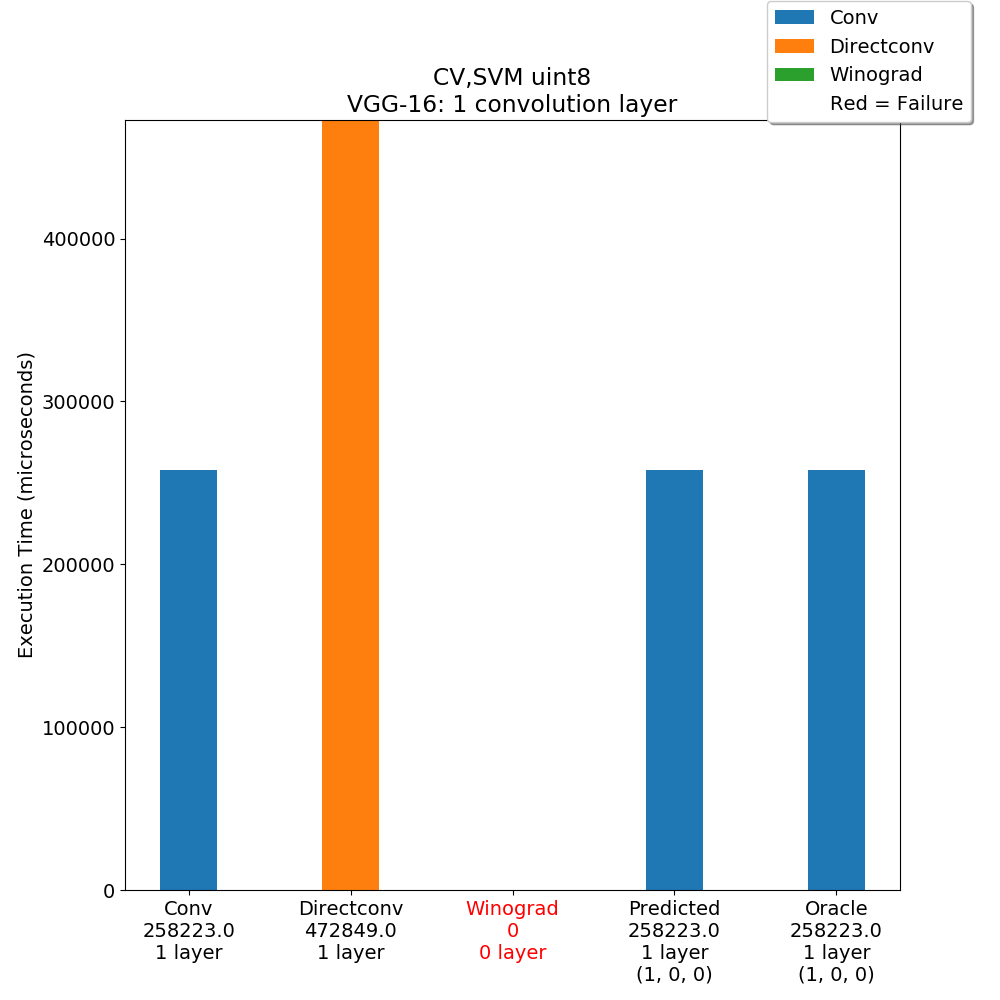 Conv
Directconv
Winograd
Red = Failure
CV,SVM uint8
VGG-16: 1 convolution layer
Execution Time (microseconds)
400000
300000
200000
100000
0
Conv
258223.0
1 layer
Directconv
472849.0
1 layer
Winograd
0
0 layer
Predicted
258223.0
1 layer
(1, 0, 0)
Oracle
258223.0
1 layer
(1, 0, 0)